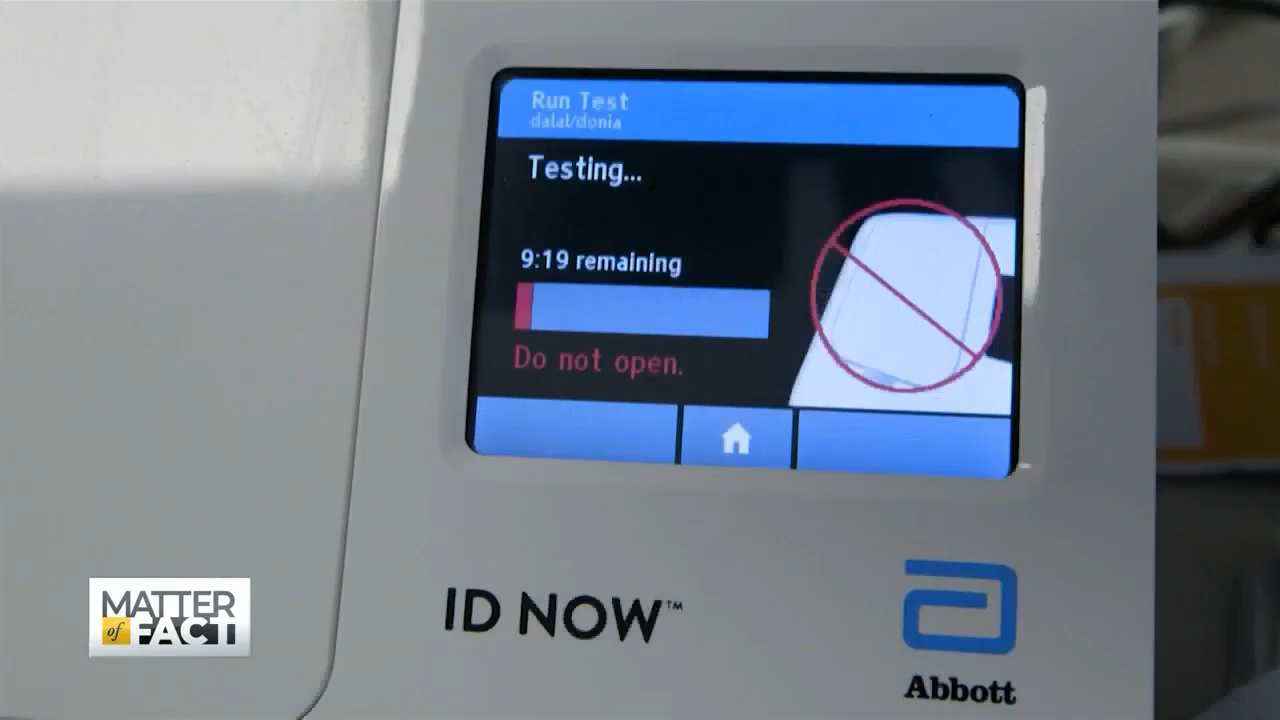 Run Test
dalal/donia
Testing...
9:19 remaining
Do not open.
ID NOW™
Abbott
MATTER
of FACT